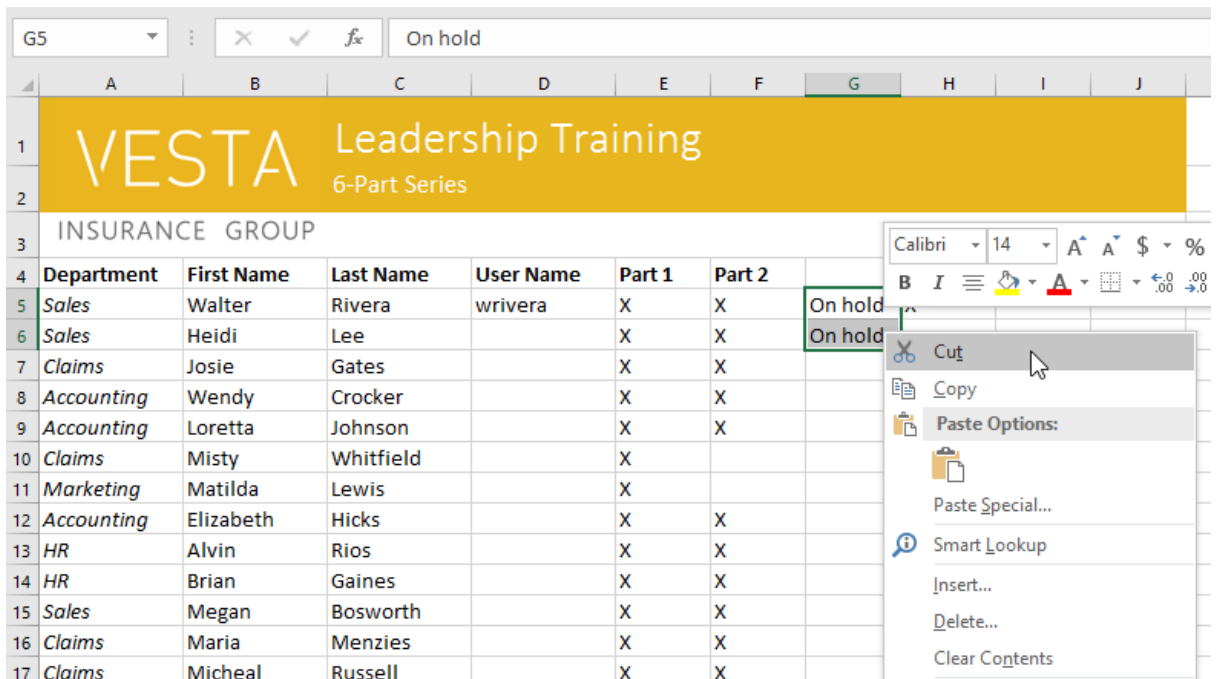 G5 fx On hold
A B C D E F G H I J
1 VESTA Leadership Training
2 6-Part Series
3 INSURANCE GROUP
Calibri 14 A A $ %
4 Department First Name Last Name User Name Part 1 Part 2
B I A .0 .00 .00 .0
5 Sales Walter Rivera wrivera X X On hold X
6 Sales Heidi Lee X X On hold
Cut
7 Claims Josie Gates X X
Copy
8 Accounting Wendy Crocker X X
9 Accounting Loretta Johnson X X
Paste Options:
10 Claims Misty Whitfield X
11 Marketing Matilda Lewis X
Paste Special...
12 Accounting Elizabeth Hicks X X
13 HR Alvin Rios X X
Smart Lookup
14 HR Brian Gaines X X
Insert...
15 Sales Megan Bosworth X X
Delete...
16 Claims Maria Menzies X X
Clear Contents
17 Claims Micheal Russell X X